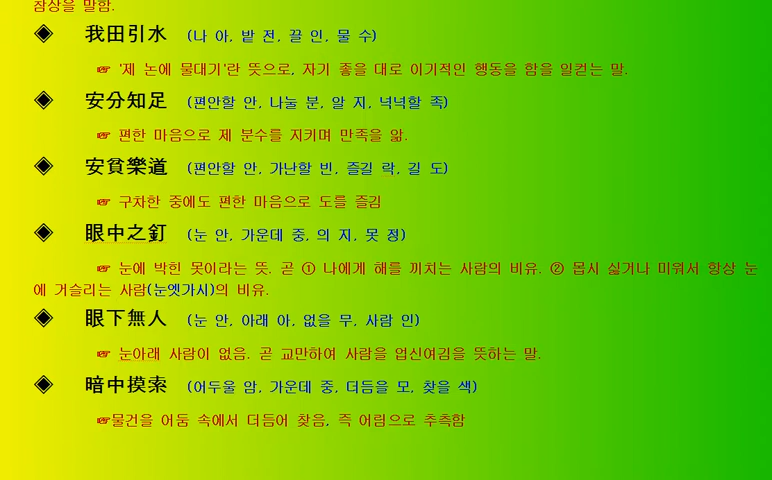 참상을 말함.
◈ 我田引水 (나 아, 밭 전, 끌 인, 물 수)
☞ '제 논에 물대기'란 뜻으로, 자기 좋을 대로 이기적인 행동을 함을 일컫는 말.
◈ 安分知足 (편안할 안, 나눌 분, 알 지, 넉넉할 족)
☞ 편한 마음으로 제 분수를 지키며 만족을 앎.
◈ 安貧樂道 (편안할 안, 가난할 빈, 즐길 락, 길 도)
☞ 구차한 중에도 편한 마음으로 도를 즐김
◈ 眼中之釘 (눈 안, 가운데 중, 의 지, 못 정)
☞ 눈에 박힌 못이라는 뜻. 곧 ① 나에게 해를 끼치는 사람의 비유. ② 몹시 싫거나 미워서 항상 눈
에 거슬리는 사람(눈엣가시)의 비유.
◈ 眼下無人 (눈 안, 아래 아, 없을 무, 사람 인)
☞ 눈아래 사람이 없음. 곧 교만하여 사람을 업신여김을 뜻하는 말.
◈ 暗中摸索 (어두울 암, 가운데 중, 더듬을 모, 찾을 색)
☞물건을 어둠 속에서 더듬어 찾음, 즉 어림으로 추측함